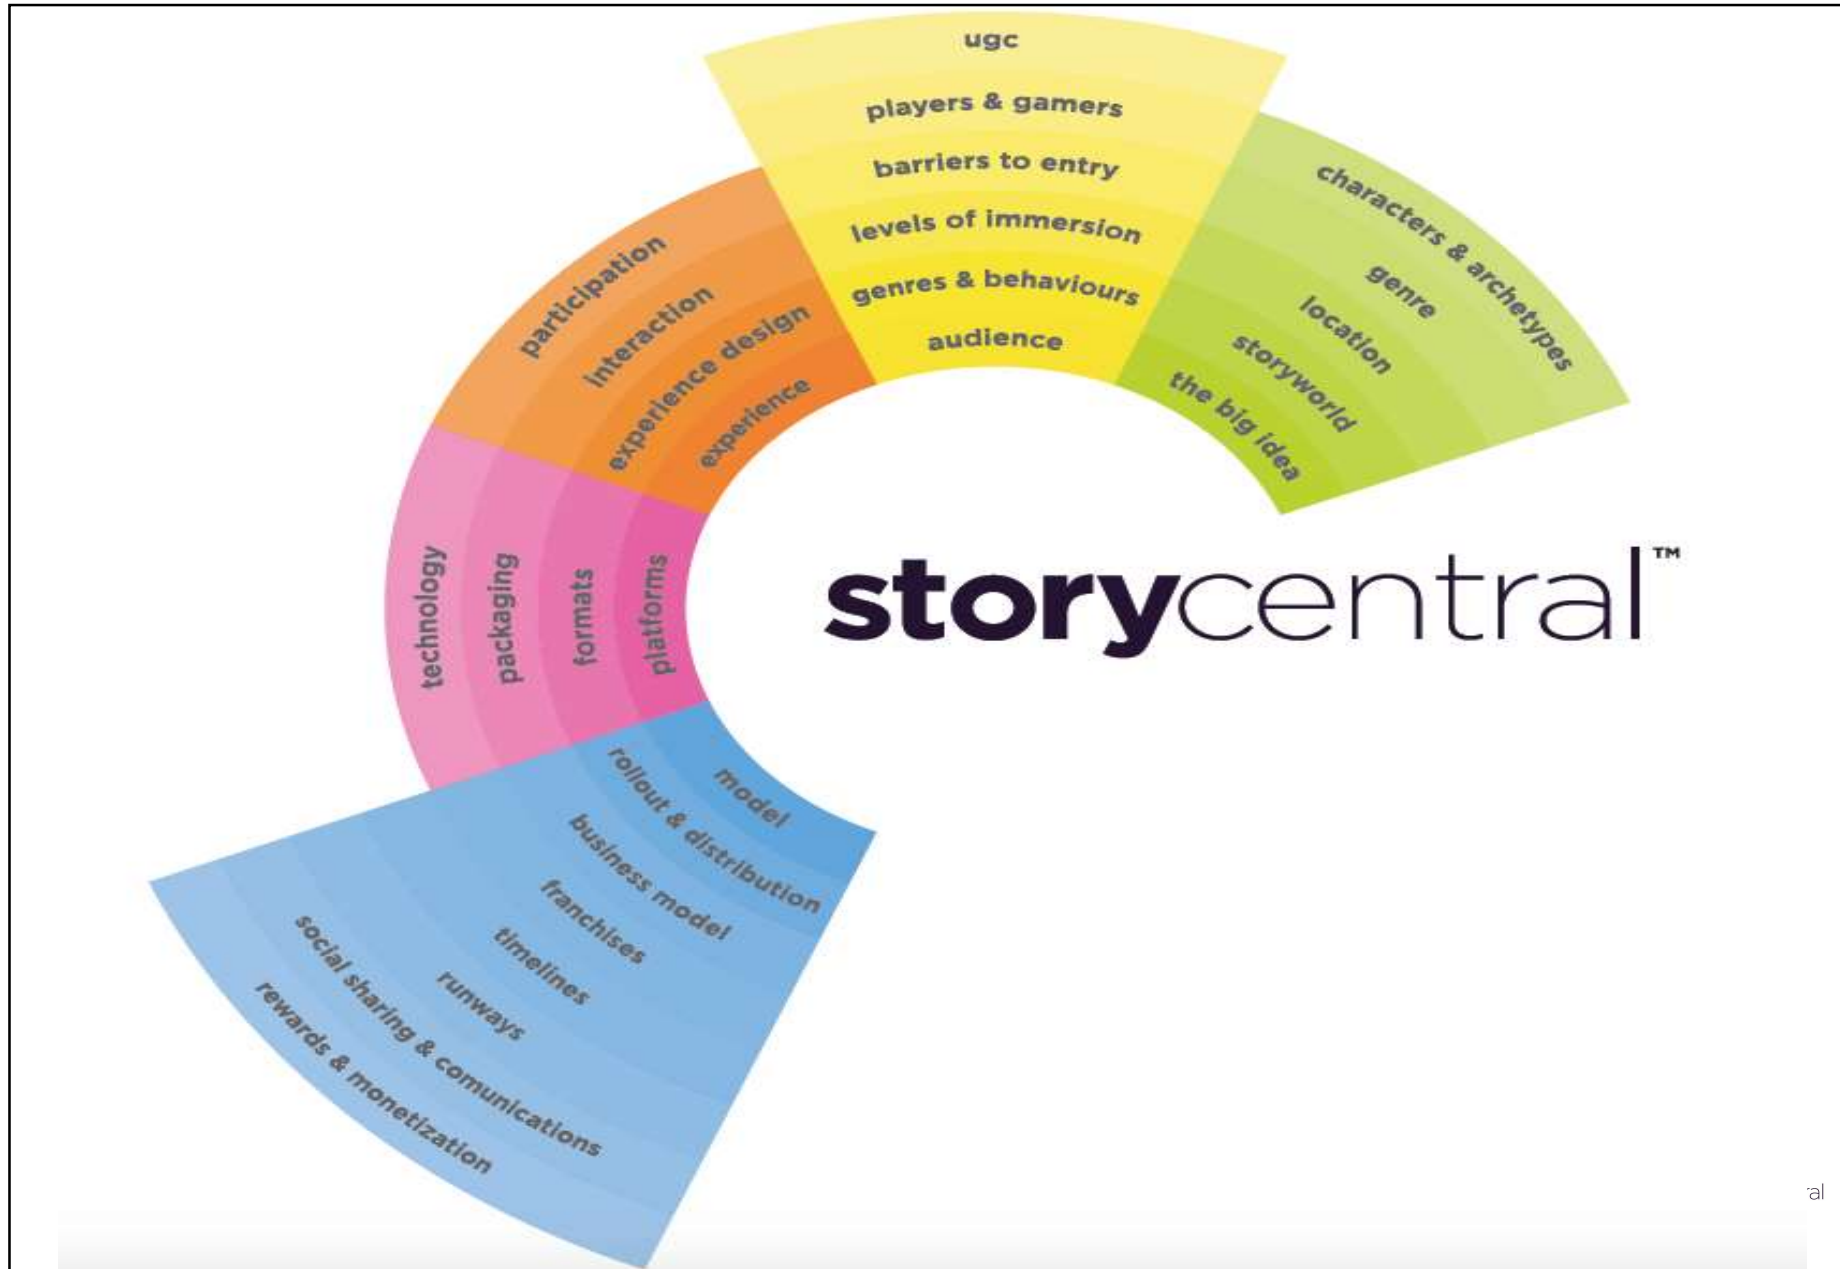 ugc
players & gamers
barriers to entry
levels of immersion
genres & behaviours
audience
characters & archetypes
genre
location
storyworld
the big idea
participation
interaction
experience design
experience
technology
packaging
formats
platforms
storycentral™
model
rollout & distribution
business model
franchises
timelines
runways
social sharing & comunications
rewards & monetization
al